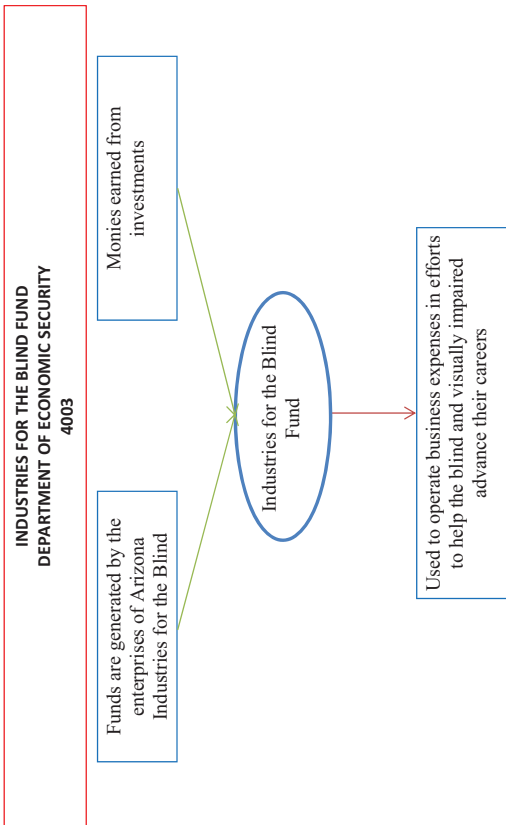 INDUSTRIES FOR THE BLIND FUND
DEPARTMENT OF ECONOMIC SECURITY
4003
Funds are generated by the
enterprises of Arizona
Industries for the Blind
Monies earned from
investments
Industries for the Blind
Fund
Used to operate business expenses in efforts
to help the blind and visually impaired
advance their careers